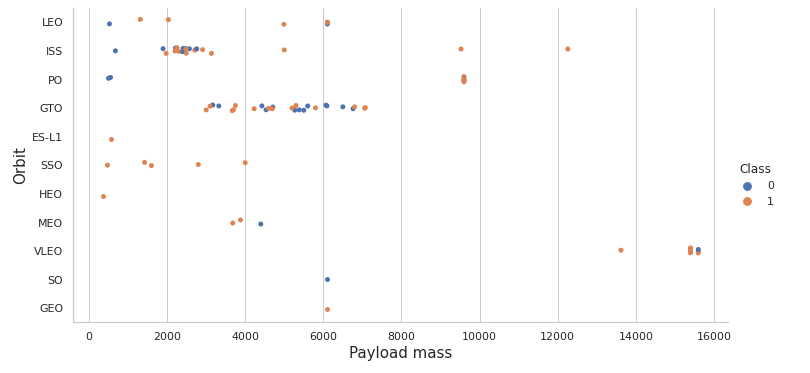 LEO
ISS
PO
GTO
ES-L1
SSO
HEO
MEO
VLEO
SO
GEO
Orbit
0 2000 4000 6000 8000 10000 12000 14000 16000
Payload mass
Class
0
1